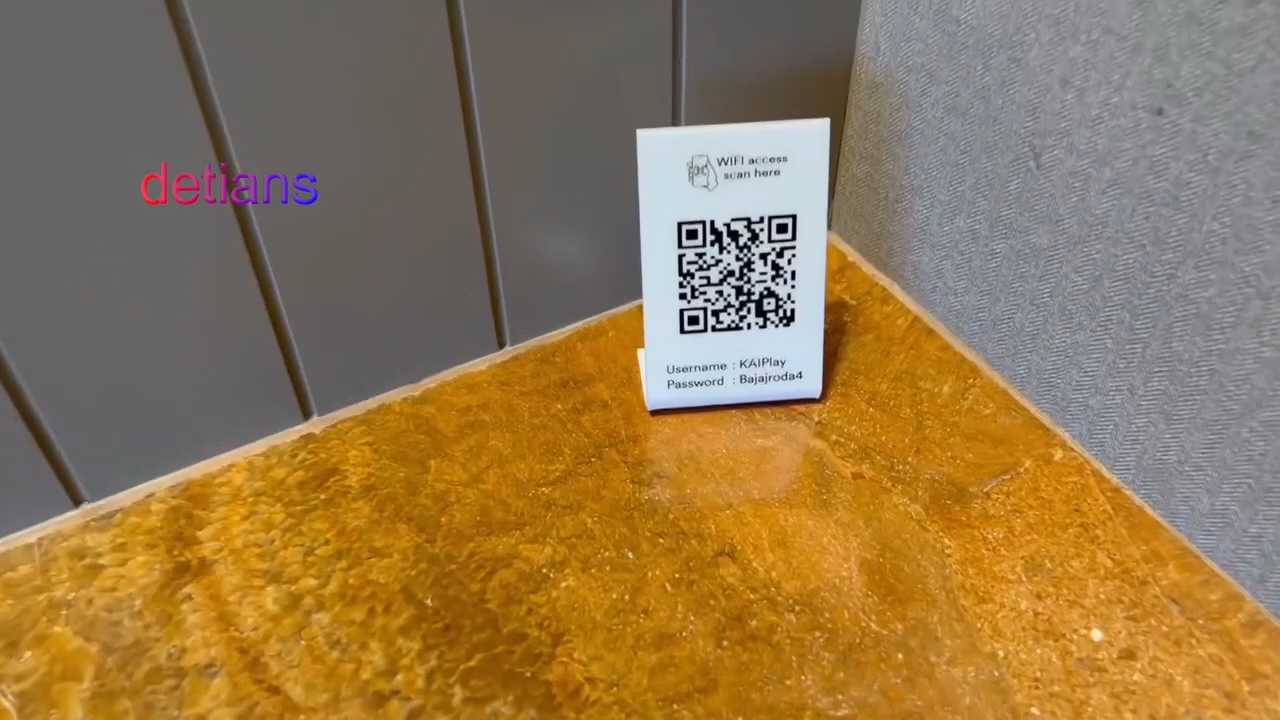 detians
WIFI access
scan here
Username : KAIPlay
Password : Bajajroda4